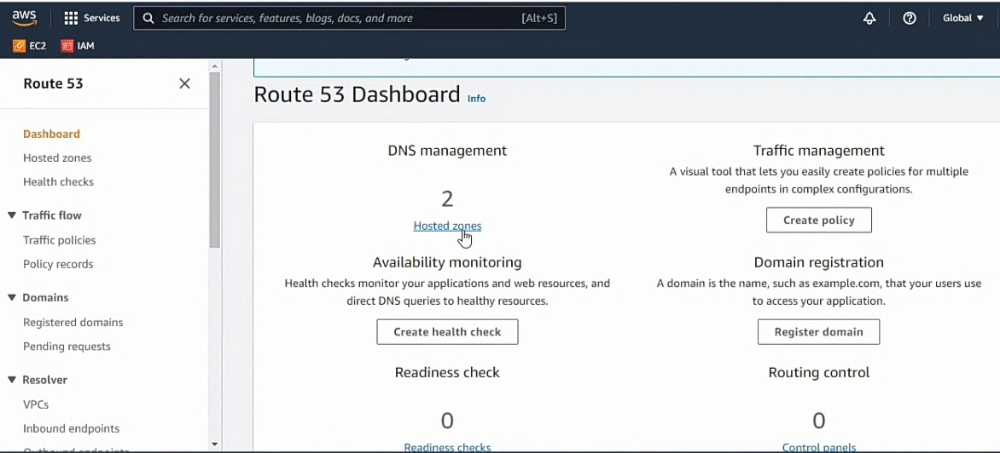 aws
Services
Search for services, features, blogs, docs, and more
[Alt+S]
Global
EC2
IAM
Route 53
Dashboard
Hosted zones
Health checks
Traffic flow
Traffic policies
Policy records
Domains
Registered domains
Pending requests
Resolver
VPCs
Inbound endpoints
Outbound endpoints
Route 53 Dashboard Info
DNS management
2
Hosted zones
Traffic management
A visual tool that lets you easily create policies for multiple
endpoints in complex configurations.
Create policy
Availability monitoring
Health checks monitor your applications and web resources, and
direct DNS queries to healthy resources.
Create health check
Domain registration
A domain is the name, such as example.com, that your users use
to access your application.
Register domain
Readiness check
0
Readiness checks
Routing control
0
Control panels